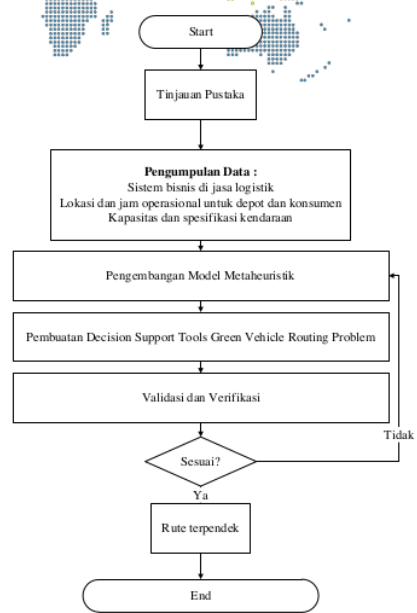 Start
Tinjauan Pustaka
Pengumpulan Data :
Sistem bisnis di jasa logistik
Lokasi dan jam operasional untuk depot dan konsumen
Kapasitas dan spesifikasi kendaraan
Pengembangan Model Metaheuristik
Pembuatan Decision Support Tools Green Vehicle Routing Problem
Validasi dan Verifikasi
Tidak
Sesuai?
Ya
Rute terpendek
End